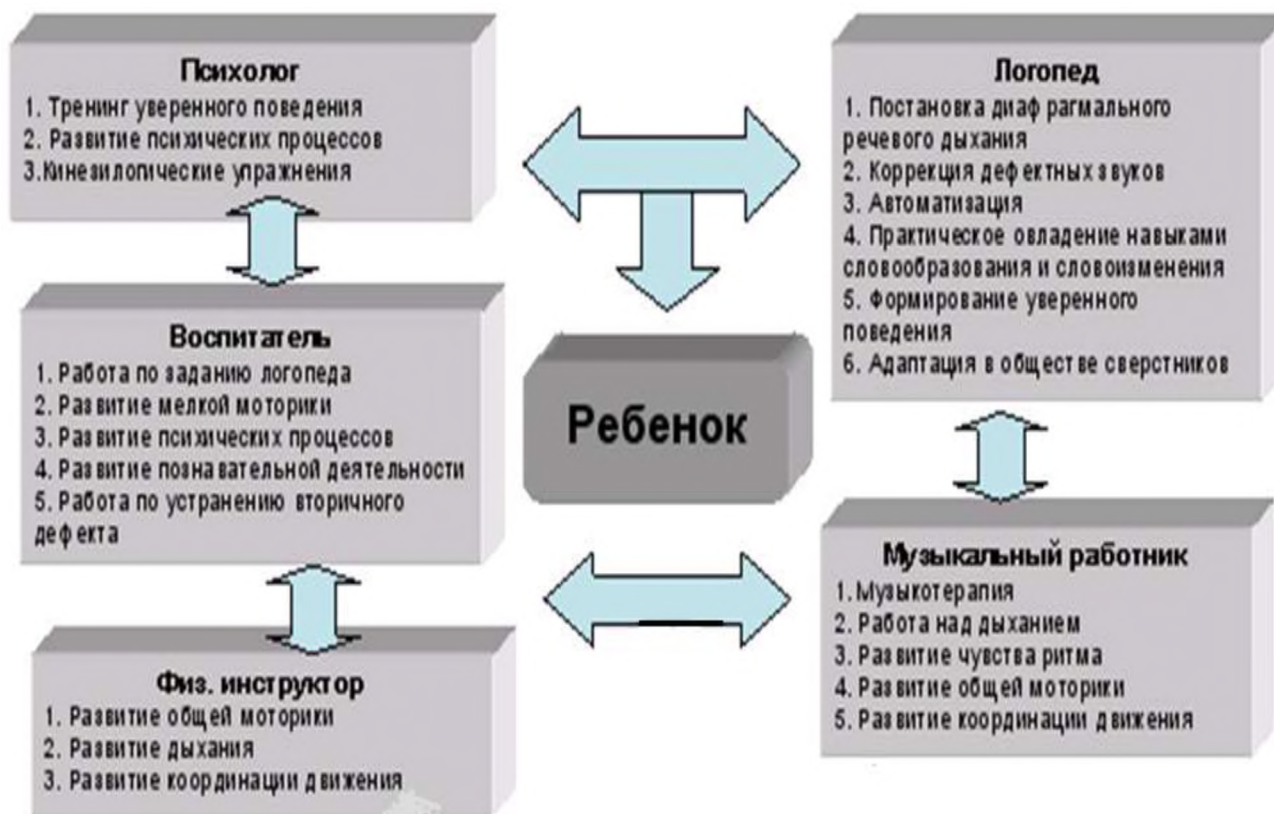 Психолог
1. Тренинг уверенного поведения
2. Развитие психических процессов
3.Кинезилогические упражнения
Логопед
1. Постановка диаф рагмального
речевого дыхания
2. Коррекция дефектных звуков
3. Автоматизация
4. Практическое овладение навыками
словообразования и словоизменения
5. Формирование уверенного
поведения
6. Адаптация в обществе сверстников
Воспитатель
1. Работа по заданию логопеда
2. Развитие мелкой моторики
3. Развитие психических процессов
4. Развитие познавательной деятельности
5. Работа по устранению вторичного
дефекта
Ребенок
Музыкальный работник
1. Музыкотерапия
2. Работа над дыханием
3. Развитие чувства ритма
4. Развитие общей моторики
5. Развитие координации движения
Физ. инструктор
1. Развитие общей моторики
2. Развитие дыхания
3. Развитие координации движения